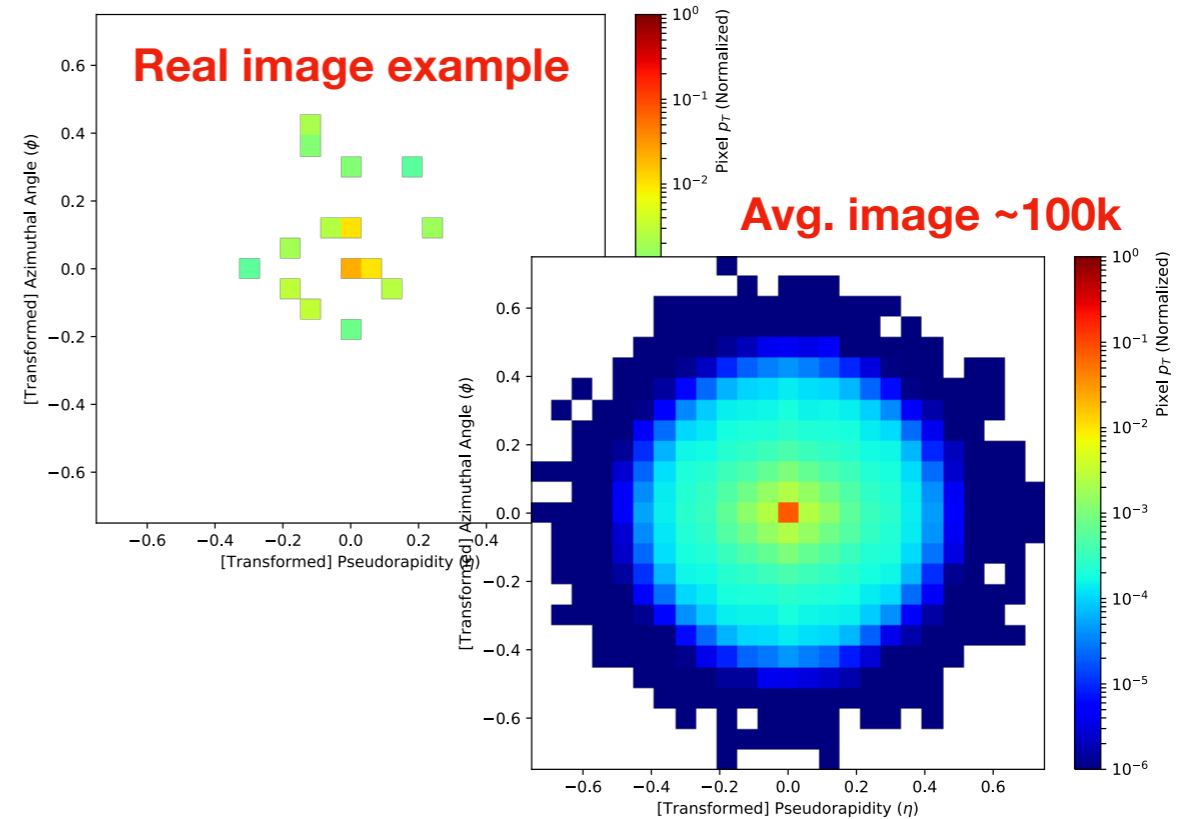 Real image example
0.6
0.4
0.2
0.0
−0.2
−0.4
−0.6
[Transformed] Azimuthal Angle (ϕ)
−0.6 −0.4 −0.2 0.0 0.2 0.4
[Transformed] Pseudorapidity (η)
10⁰
10⁻¹
10⁻²
Pixel p_T (Normalized)
Avg. image ~100k
0.6
0.4
0.2
0.0
−0.2
−0.4
−0.6
[Transformed] Azimuthal Angle (ϕ)
−0.6 −0.4 −0.2 0.0 0.2 0.4 0.6
[Transformed] Pseudorapidity (η)
10⁰
10⁻¹
10⁻²
10⁻³
10⁻⁴
10⁻⁵
10⁻⁶
Pixel p_T (Normalized)